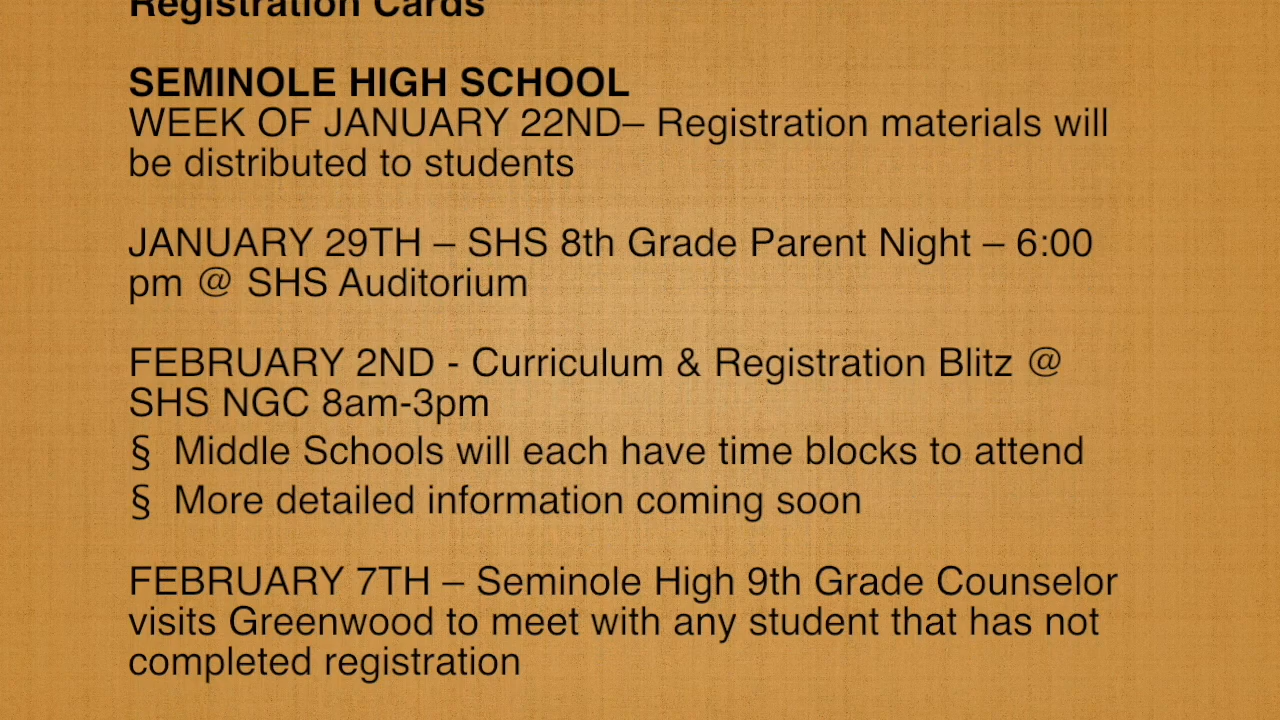 Registration Cards
SEMINOLE HIGH SCHOOL
WEEK OF JANUARY 22ND– Registration materials will
be distributed to students
JANUARY 29TH – SHS 8th Grade Parent Night – 6:00
pm @ SHS Auditorium
FEBRUARY 2ND - Curriculum & Registration Blitz @
SHS NGC 8am-3pm
§ Middle Schools will each have time blocks to attend
§ More detailed information coming soon
FEBRUARY 7TH – Seminole High 9th Grade Counselor
visits Greenwood to meet with any student that has not
completed registration